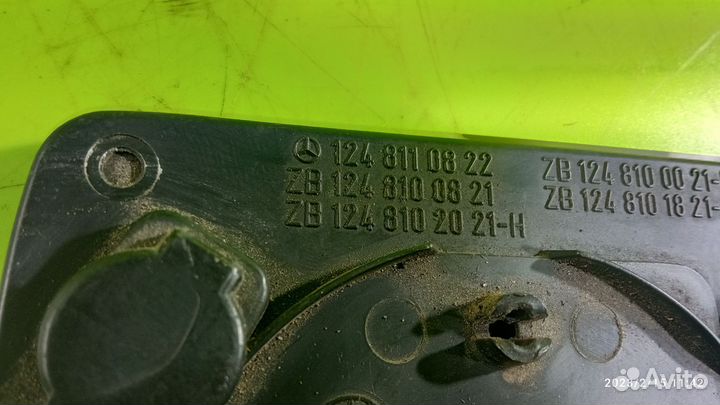 124 811 08 22
ZB 124 810 08 21
ZB 124 810 20 21-H
ZB 124 810 00 21-
ZB 124 810 18 21-
Avito